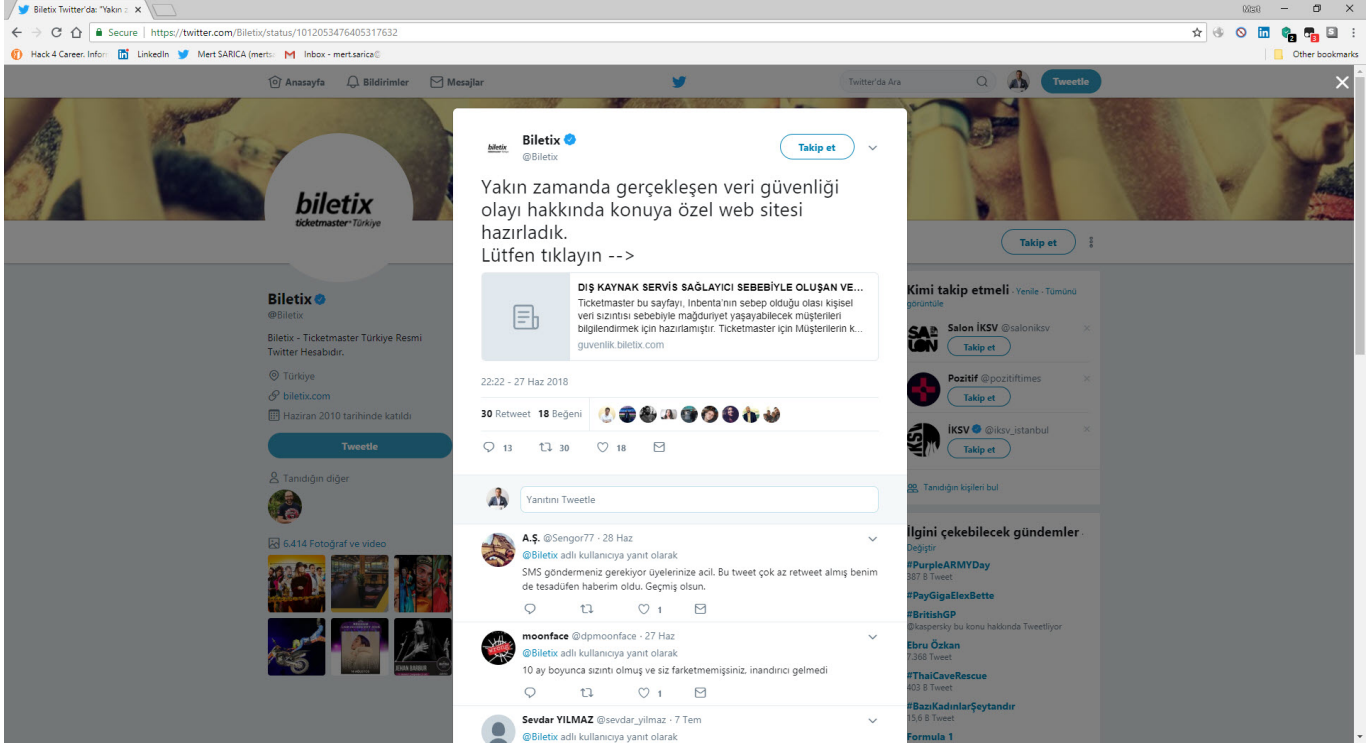 Biletix Twitter'da: "Yakın z
Mert
Secure | https://twitter.com/Biletix/status/1012053476405317632
Hack 4 Career. Inforr
LinkedIn
Mert SARICA (merts
Inbox - mert.sarica@
Other bookmarks
Anasayfa
Bildirimler
Mesajlar
Twitter'da Ara
Tweetle
biletix
ticketmaster Türkiye
Takip et
Biletix
@Biletix
Biletix - Ticketmaster Türkiye Resmi
Twitter Hesabıdır.
Türkiye
biletix.com
Haziran 2010 tarihinde katıldı
Tweetle
Tanıdığın diğer
6.414 Fotoğraf ve video
biletix
Biletix
@Biletix
Takip et
Yakın zamanda gerçekleşen veri güvenliği
olayı hakkında konuya özel web sitesi
hazırladık.
Lütfen tıklayın -->
DIŞ KAYNAK SERVİS SAĞLAYICI SEBEBİYLE OLUŞAN VE...
Ticketmaster bu sayfayı, Inbenta'nın sebep olduğu olası kişisel
veri sızıntısı sebebiyle mağduriyet yaşayabilecek müşterileri
bilgilendirmek için hazırlamıştır. Ticketmaster için Müşterilerin k...
guvenlik.biletix.com
22:22 - 27 Haz 2018
30 Retweet 18 Beğeni
13 30 18
Yanıtını Tweetle
A.Ş. @Sengor77 · 28 Haz
@Biletix adlı kullanıcıya yanıt olarak
SMS göndermeniz gerekiyor üyelerinize acil. Bu tweet çok az retweet almış benim
de tesadüfen haberim oldu. Geçmiş olsun.
1
moonface @dpmoonface · 27 Haz
@Biletix adlı kullanıcıya yanıt olarak
10 ay boyunca sızıntı olmuş ve siz farketmemişsiniz, inandırıcı gelmedi
1
Sevdar YILMAZ @sevdar_yilmaz · 7 Tem
@Biletix adlı kullanıcıya yanıt olarak
Kimi takip etmeli · Yenile · Tümünü
görüntüle
Salon İKSV @saloniksv
Takip et
Pozitif @pozitiftimes
Takip et
İKSV @iksv_istanbul
Takip et
Tanıdığın kişileri bul
İlgini çekebilecek gündemler ·
Değiştir
#PurpleARMYDay
387 B Tweet
#PayGigaElexBette
#BritishGP
@kaspersky bu konu hakkında Tweetliyor
Ebru Özkan
7.368 Tweet
#ThaiCaveRescue
403 B Tweet
#BazıKadınlarŞeytandır
15,6 B Tweet
Formula 1